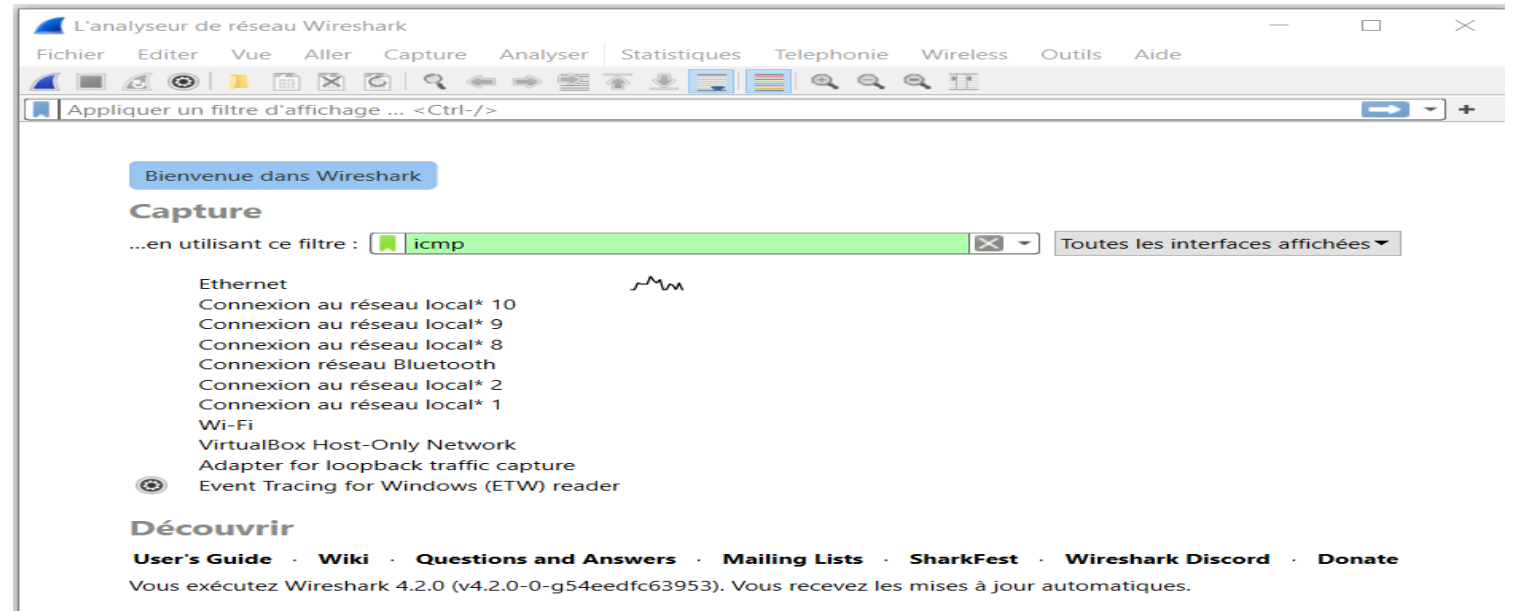 L'analyseur de réseau Wireshark
Fichier Editer Vue Aller Capture Analyser Statistiques Telephonie Wireless Outils Aide
Appliquer un filtre d'affichage ... <Ctrl-/>
Bienvenue dans Wireshark
Capture
...en utilisant ce filtre : icmp Toutes les interfaces affichées
Ethernet
Connexion au réseau local* 10
Connexion au réseau local* 9
Connexion au réseau local* 8
Connexion réseau Bluetooth
Connexion au réseau local* 2
Connexion au réseau local* 1
Wi-Fi
VirtualBox Host-Only Network
Adapter for loopback traffic capture
Event Tracing for Windows (ETW) reader
Découvrir
User's Guide · Wiki · Questions and Answers · Mailing Lists · SharkFest · Wireshark Discord · Donate
Vous exécutez Wireshark 4.2.0 (v4.2.0-0-g54eedfc63953). Vous recevez les mises à jour automatiques.